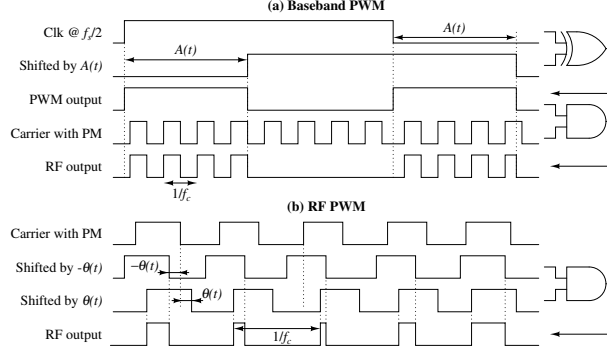 (a) Baseband PWM
Clk @ fs/2
A(t)
A(t)
Shifted by A(t)
PWM output
Carrier with PM
RF output
1/fc
(b) RF PWM
Carrier with PM
Shifted by -θ(t)
−θ(t)
Shifted by θ(t)
θ(t)
RF output
1/fc